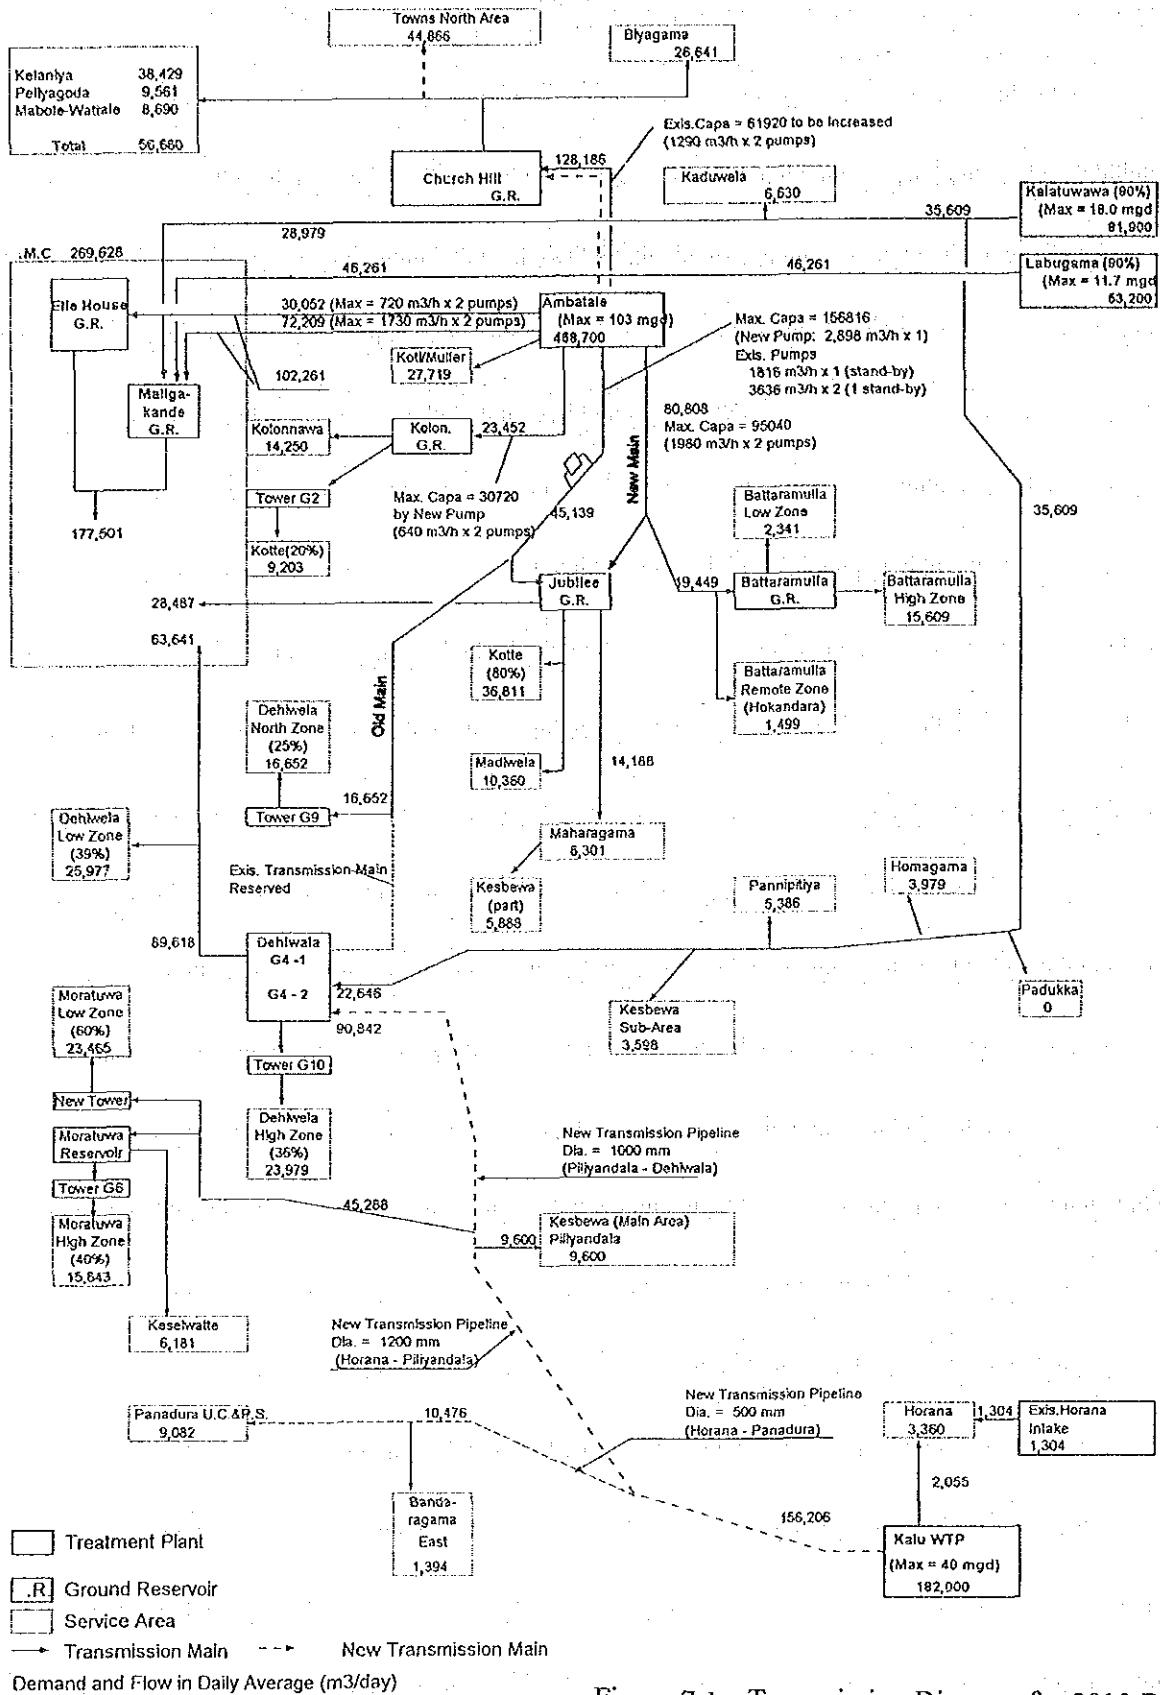 Towns North Area
44,866
Biyagama
26,641
Kelaniya 38,429
Peliyagoda 9,561
Mabole-Wattale 8,690
Total 56,680
Exis.Capa = 61920 to be Increased
(1290 m3/h x 2 pumps)
128,186
Church Hill
G.R.
Kaduwela
6,630
Kalatuwawa (90%)
(Max = 18.0 mgd
81,900
35,609
28,979
.M.C 269,628
46,261
46,261
Labugama (90%)
(Max = 11.7 mgd
53,200
Elle House
G.R.
30,052 (Max = 720 m3/h x 2 pumps)
72,209 (Max = 1730 m3/h x 2 pumps)
Ambatale
(Max = 103 mgd)
468,700
Max. Capa = 156816
(New Pump: 2,898 m3/h x 1)
Exis. Pumps
1816 m3/h x 1 (stand-by)
3636 m3/h x 2 (1 stand-by)
Koti/Muller
27,719
102,261
Maliga-
kande
G.R.
80,808
Max. Capa = 95040
(1980 m3/h x 2 pumps)
Kolonnawa
14,250
Kolon.
G.R.
23,452
New Main
Tower G2
Max. Capa = 30720
by New Pump
(640 m3/h x 2 pumps)
45,139
Battaramulla
Low Zone
2,341
35,609
177,501
Kotte(20%)
9,203
Jubilee
G.R.
19,449
Battaramulla
G.R.
Battaramulla
High Zone
15,609
28,487
63,641
Kotte
(80%)
36,811
Battaramulla
Remote Zone
(Hokandara)
1,499
Old Main
Dehiwela
North Zone
(25%)
16,652
Madiwela
10,360
14,188
16,652
Tower G9
Dehiwela
Low Zone
(39%)
25,977
Maharagama
8,301
Exis. Transmission Main
Reserved
Kesbewa
(part)
5,888
Pannipitiya
5,386
Homagama
3,979
89,618
Dehiwala
G4 -1
G4 - 2
22,646
90,842
Padukka
0
Moratuwa
Low Zone
(60%)
23,465
Kesbewa
Sub-Area
3,598
Tower G10
New Tower
Dehiwela
High Zone
(36%)
23,979
Moratuwa
Reservoir
New Transmission Pipeline
Dia. = 1000 mm
(Piliyandala - Dehiwala)
Tower G6
45,288
Moratuwa
High Zone
(40%)
15,643
9,600
Kesbewa (Main Area)
Piliyandala
9,600
Keselwatte
6,181
New Transmission Pipeline
Dia. = 1200 mm
(Horana - Piliyandala)
Panadura U.C.&P.S.
9,082
10,476
New Transmission Pipeline
Dia. = 500 mm
(Horana - Panadura)
Horana
3,360
1,304
Exis.Horana
Intake
1,304
2,055
Banda-
ragama
East
1,394
156,206
Kalu WTP
(Max = 40 mgd)
182,000
Treatment Plant
.R. Ground Reservoir
Service Area
Transmission Main New Transmission Main
Demand and Flow in Daily Average (m3/day)
Transmission Diagram for 2010